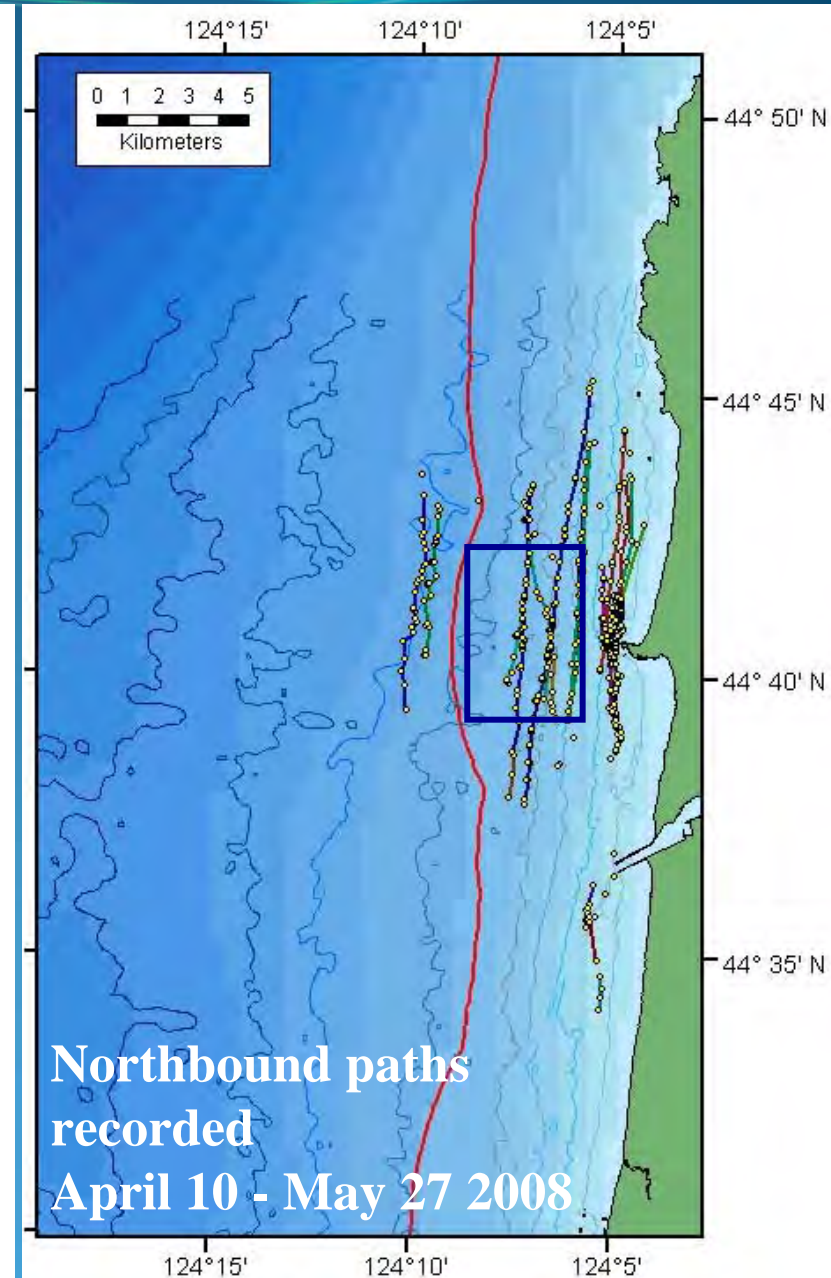 124°15' 124°10' 124°5'
0 1 2 3 4 5
Kilometers
44° 50' N
44° 45' N
44° 40' N
44° 35' N
Northbound paths
recorded
April 10 - May 27 2008
124°15' 124°10' 124°5'